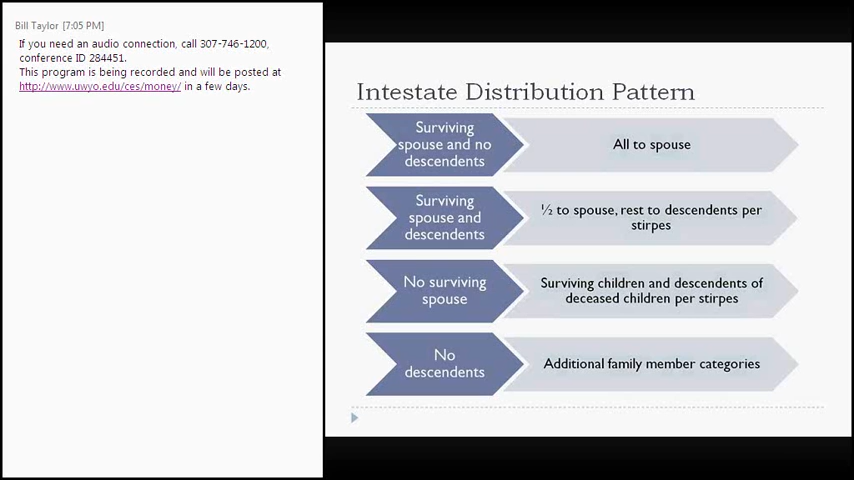 Bill Taylor [7:05 PM]
If you need an audio connection, call 307-746-1200,
conference ID 284451.
This program is being recorded and will be posted at
http://www.uwyo.edu/ces/money/ in a few days.
Intestate Distribution Pattern
Surviving
spouse and no
descendents
All to spouse
Surviving
spouse and
descendents
½ to spouse, rest to descendents per
stirpes
No surviving
spouse
Surviving children and descendents of
deceased children per stirpes
No
descendents
Additional family member categories